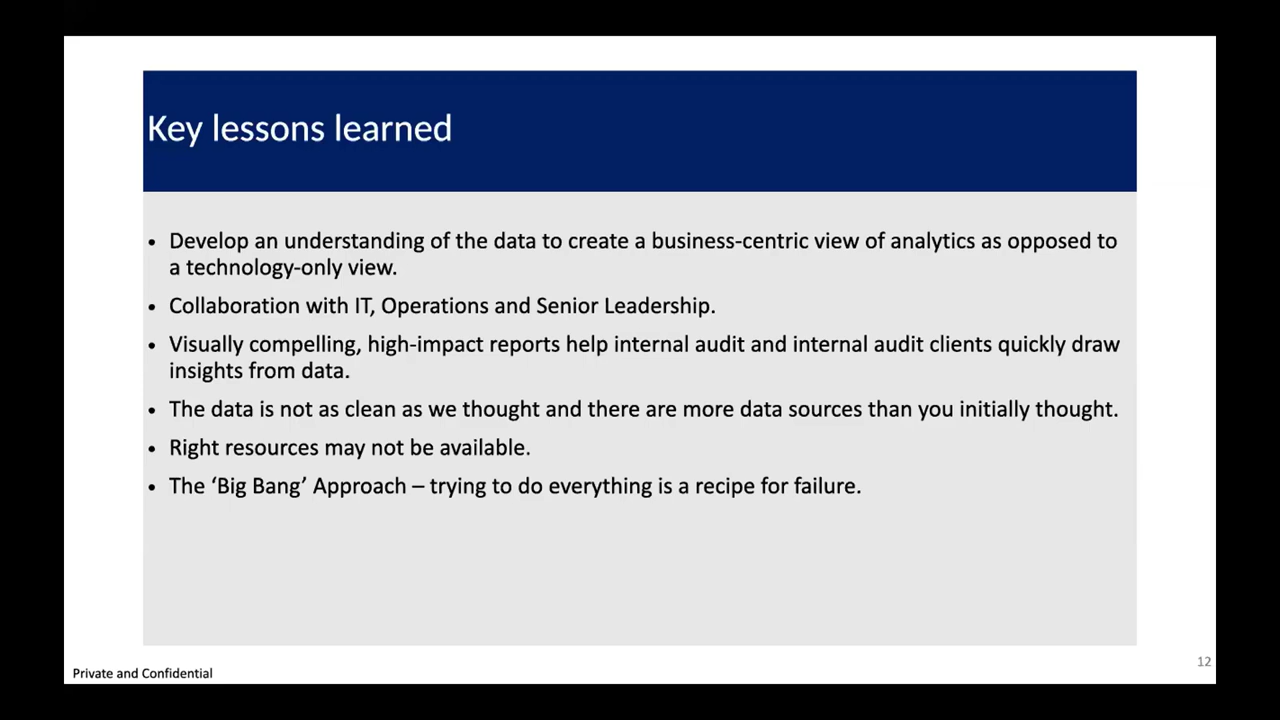 Key lessons learned
• Develop an understanding of the data to create a business-centric view of analytics as opposed to
a technology-only view.
• Collaboration with IT, Operations and Senior Leadership.
• Visually compelling, high-impact reports help internal audit and internal audit clients quickly draw
insights from data.
• The data is not as clean as we thought and there are more data sources than you initially thought.
• Right resources may not be available.
• The ‘Big Bang’ Approach – trying to do everything is a recipe for failure.
12
Private and Confidential